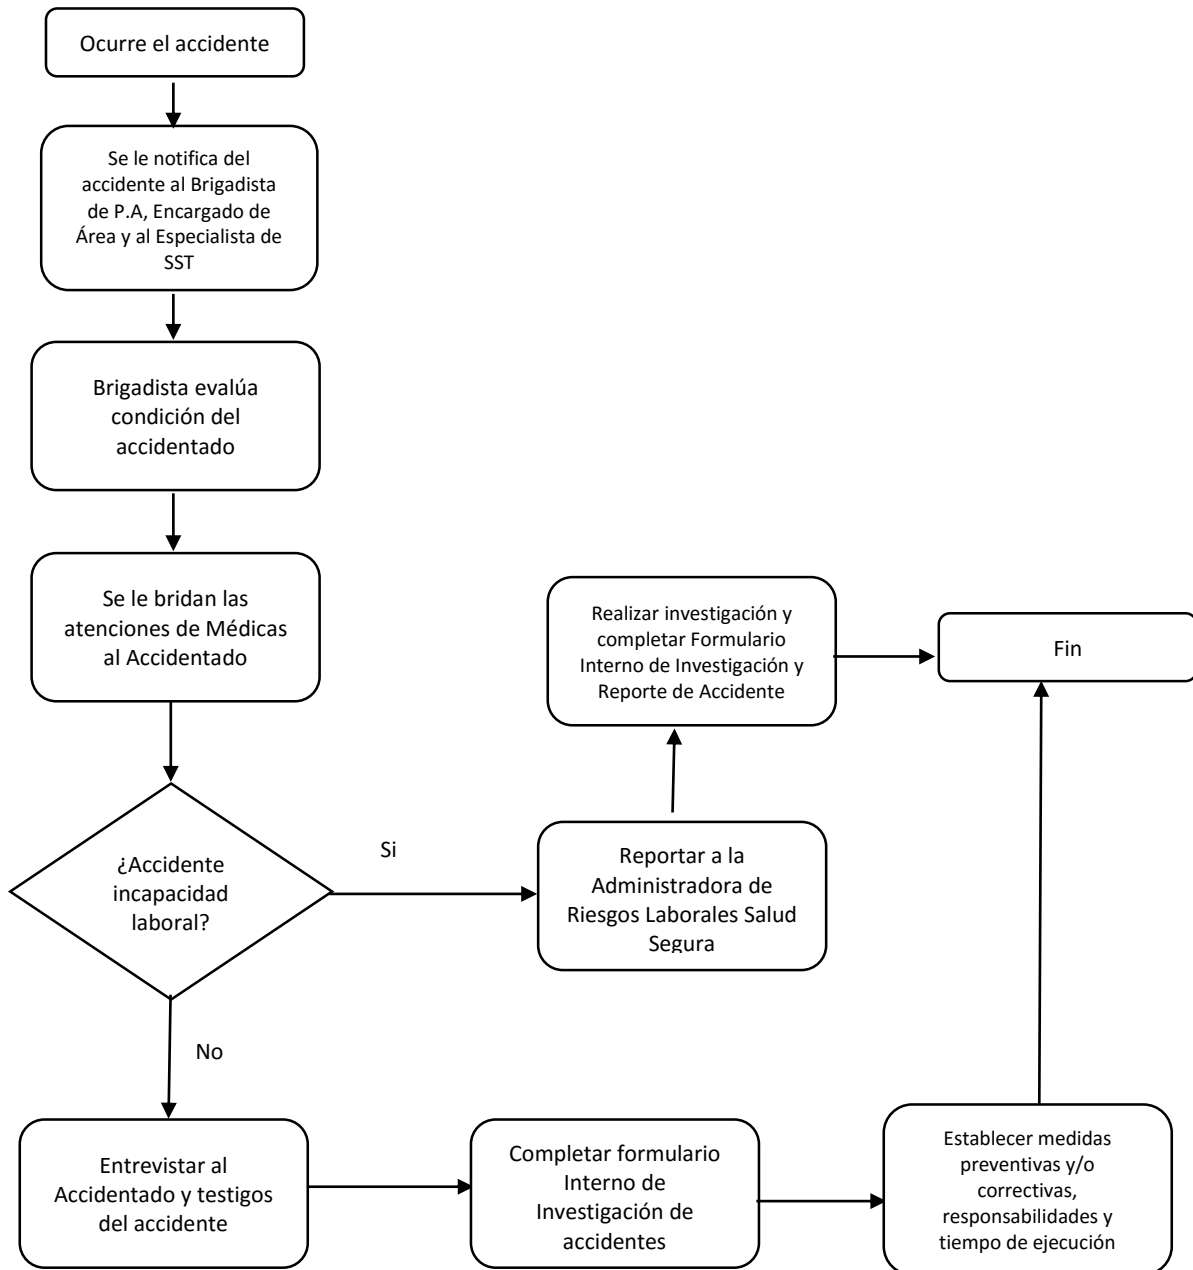 Ocurre el accidente
Se le notifica del
accidente al Brigadista
de P.A, Encargado de
Área y al Especialista de
SST
Brigadista evalúa
condición del
accidentado
Se le bridan las
atenciones de Médicas
al Accidentado
Realizar investigación y
completar Formulario
Interno de Investigación y
Reporte de Accidente
Fin
¿Accidente
incapacidad
laboral?
Si
Reportar a la
Administradora de
Riesgos Laborales Salud
Segura
No
Entrevistar al
Accidentado y testigos
del accidente
Completar formulario
Interno de
Investigación de
accidentes
Establecer medidas
preventivas y/o
correctivas,
responsabilidades y
tiempo de ejecución